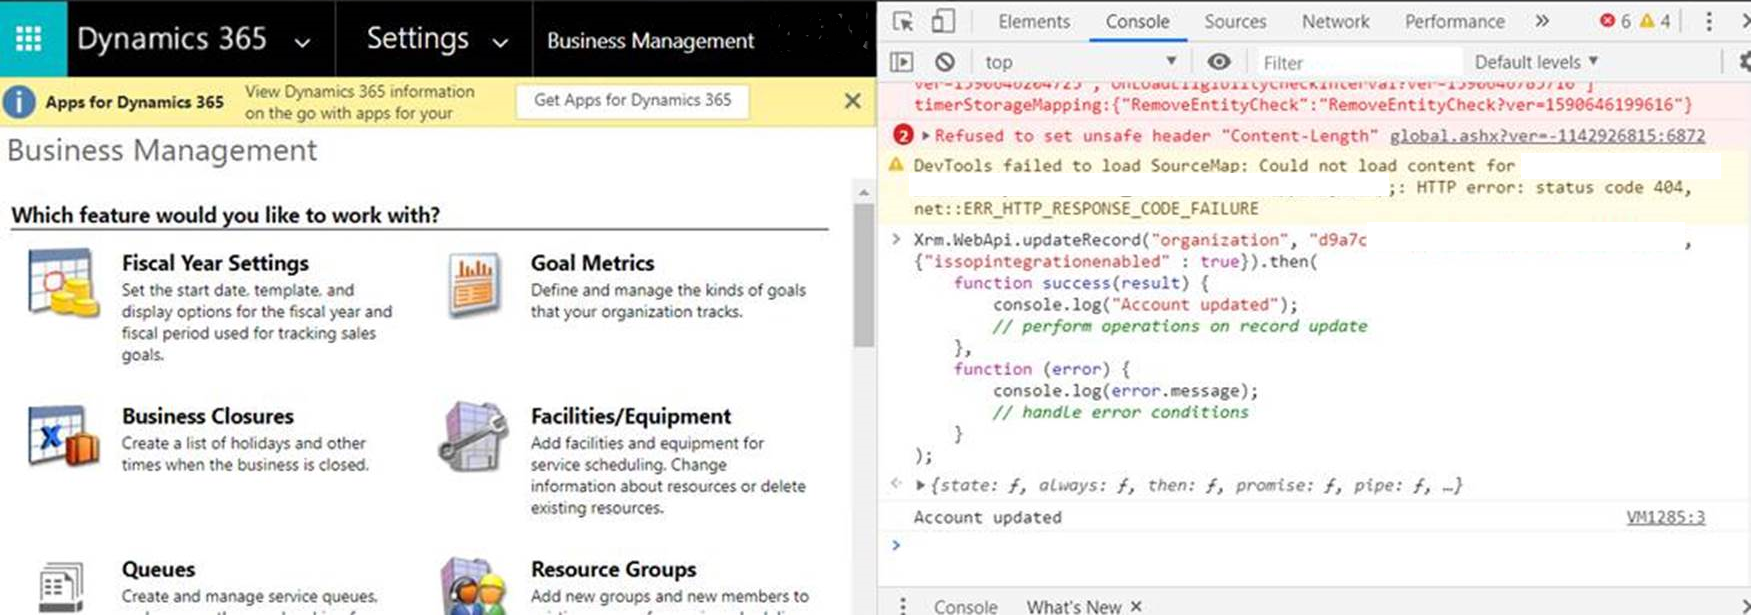 Dynamics 365
Settings
Business Management
Apps for Dynamics 365
View Dynamics 365 information
on the go with apps for your
Get Apps for Dynamics 365
Business Management
Which feature would you like to work with?
Fiscal Year Settings
Set the start date, template, and
display options for the fiscal year and
fiscal period used for tracking sales
goals.
Goal Metrics
Define and manage the kinds of goals
that your organization tracks.
Business Closures
Create a list of holidays and other
times when the business is closed.
Facilities/Equipment
Add facilities and equipment for
service scheduling. Change
information about resources or delete
existing resources.
Queues
Create and manage service queues,
Resource Groups
Add new groups and new members to
Elements Console Sources Network Performance » 6 4
top Filter Default levels
timerStorageMapping:{"RemoveEntityCheck":"RemoveEntityCheck?ver=1590646199616"}
2 Refused to set unsafe header "Content-Length" global.ashx?ver=-1142926815:6872
DevTools failed to load SourceMap: Could not load content for
;: HTTP error: status code 404,
net::ERR_HTTP_RESPONSE_CODE_FAILURE
> Xrm.WebApi.updateRecord("organization", "d9a7c ,
{"issopintegrationenabled" : true}).then(
function success(result) {
console.log("Account updated");
// perform operations on record update
},
function (error) {
console.log(error.message);
// handle error conditions
}
);
{state: ƒ, always: ƒ, then: ƒ, promise: ƒ, pipe: ƒ, …}
Account updated VM1285:3
>
Console What's New ×